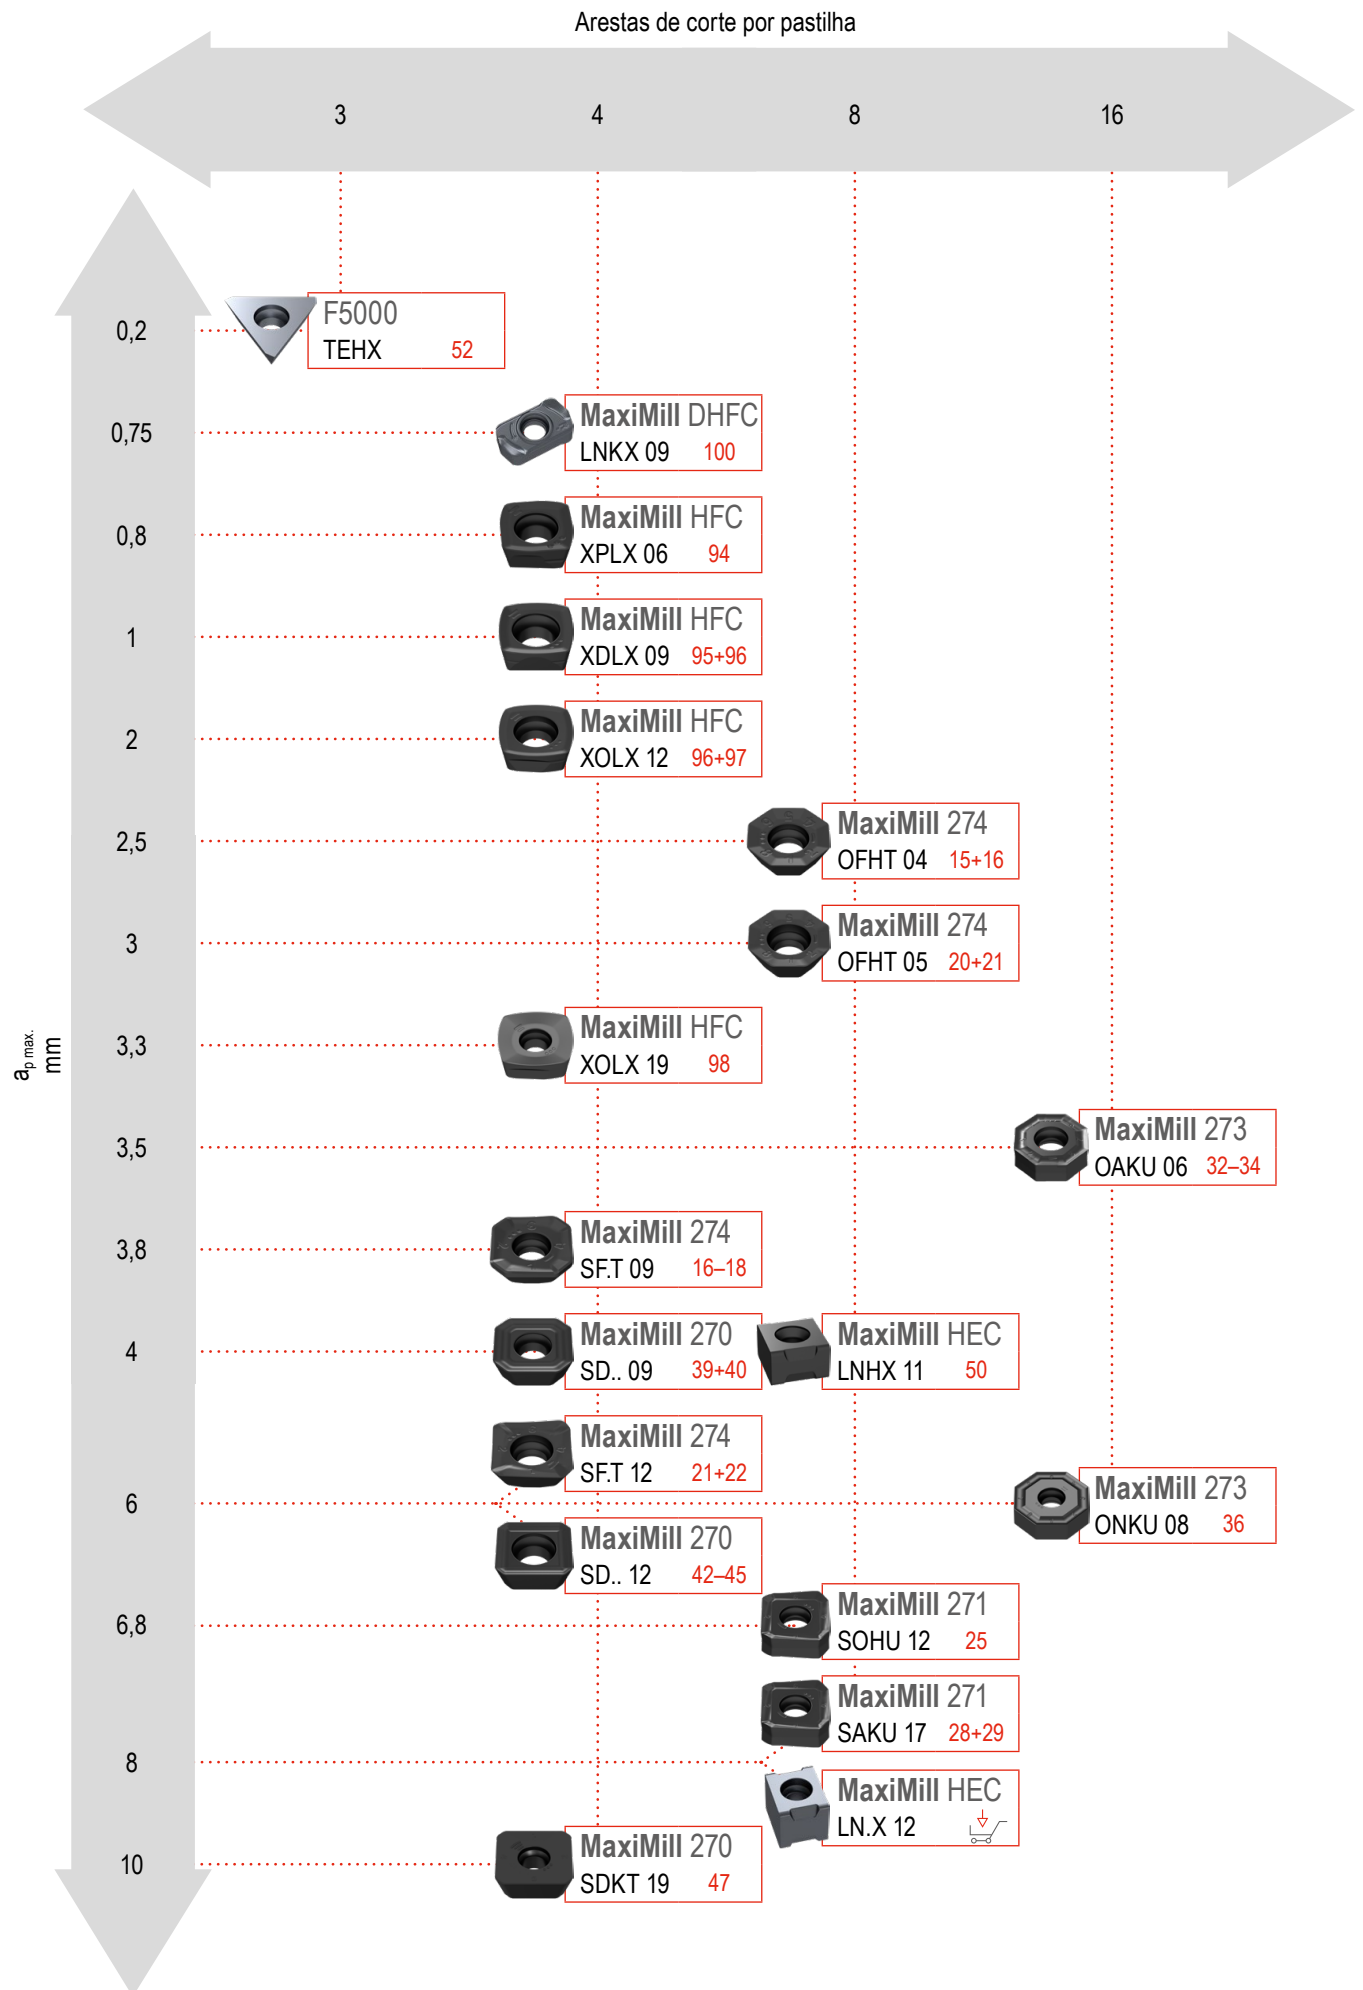 Arestas de corte por pastilha
3 4 8 16
0,2
F5000
TEHX 52
0,75
MaxiMill DHFC
LNKX 09 100
0,8
MaxiMill HFC
XPLX 06 94
1
MaxiMill HFC
XDLX 09 95+96
2
MaxiMill HFC
XOLX 12 96+97
2,5
MaxiMill 274
OFHT 04 15+16
3
MaxiMill 274
OFHT 05 20+21
ap max.
mm
3,3
MaxiMill HFC
XOLX 19 98
3,5
MaxiMill 273
OAKU 06 32–34
3,8
MaxiMill 274
SF.T 09 16–18
4
MaxiMill 270
SD.. 09 39+40
MaxiMill HEC
LNHX 11 50
6
MaxiMill 274
SF.T 12 21+22
MaxiMill 270
SD.. 12 42–45
MaxiMill 273
ONKU 08 36
6,8
MaxiMill 271
SOHU 12 25
8
MaxiMill 271
SAKU 17 28+29
MaxiMill HEC
LN.X 12
10
MaxiMill 270
SDKT 19 47